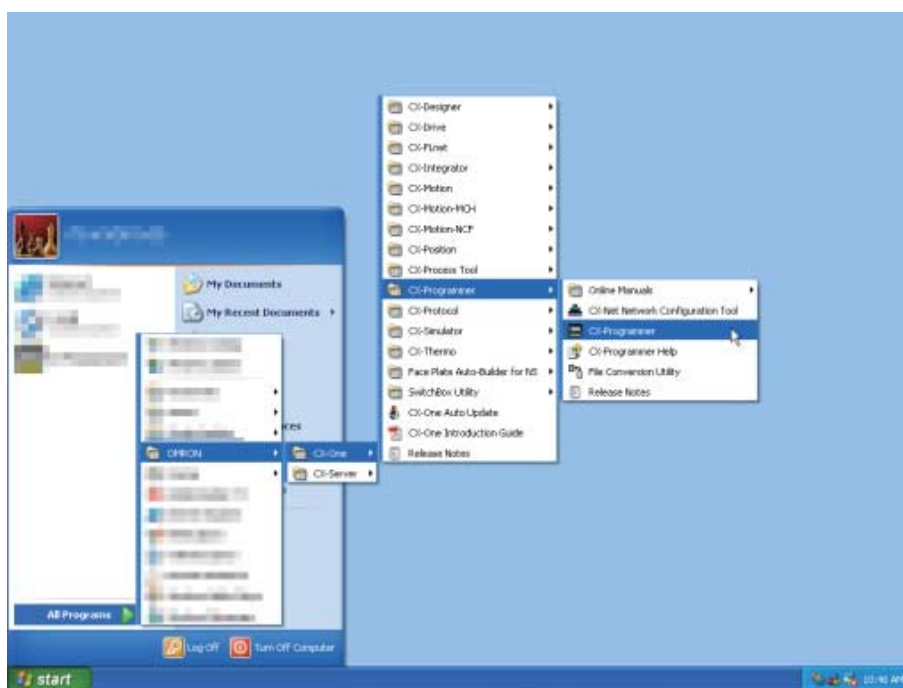 CX-Designer
CX-Drive
CX-FLnet
CX-Integrator
CX-Motion
CX-Motion-MCH
CX-Motion-NCF
CX-Position
CX-Process Tool
CX-Programmer
CX-Protocol
CX-Simulator
CX-Thermo
Face Plate Auto-Builder for NS
SwitchBox Utility
CX-One Auto Update
CX-One Introduction Guide
Release Notes
Online Manuals
CX-Net Network Configuration Tool
CX-Programmer
CX-Programmer Help
File Conversion Utility
Release Notes
My Documents
My Recent Documents
OMRON
CX-One
CX-Server
All Programs
Log Off
Turn Off Computer
start
10:46 AM